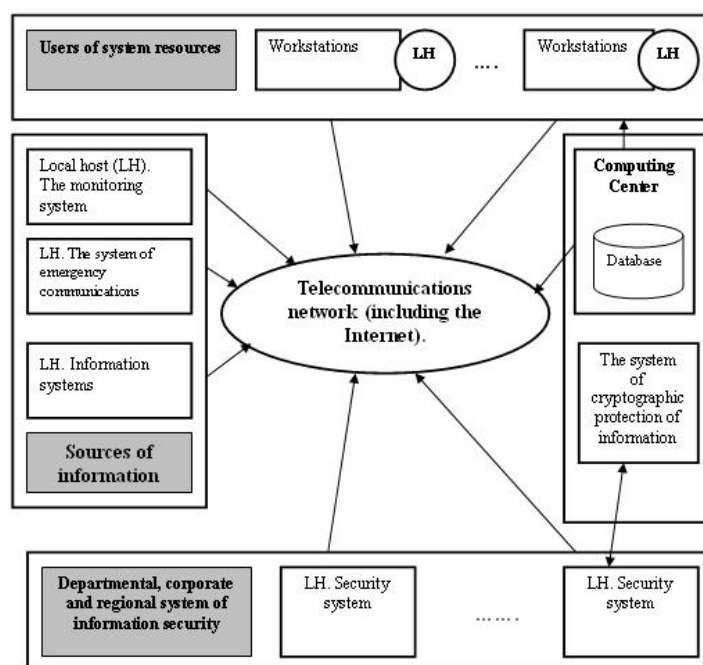 Users of system resources
Workstations
LH
....
Workstations
LH
Local host (LH).
The monitoring
system
LH. The system of
emergency
communications
LH. Information
systems
Sources of
information
Telecommunications
network (including the
Internet).
Computing
Center
Database
The system
of
cryptographic
protection of
information
Departmental, corporate
and regional system of
information security
LH. Security
system
.......
LH. Security
system